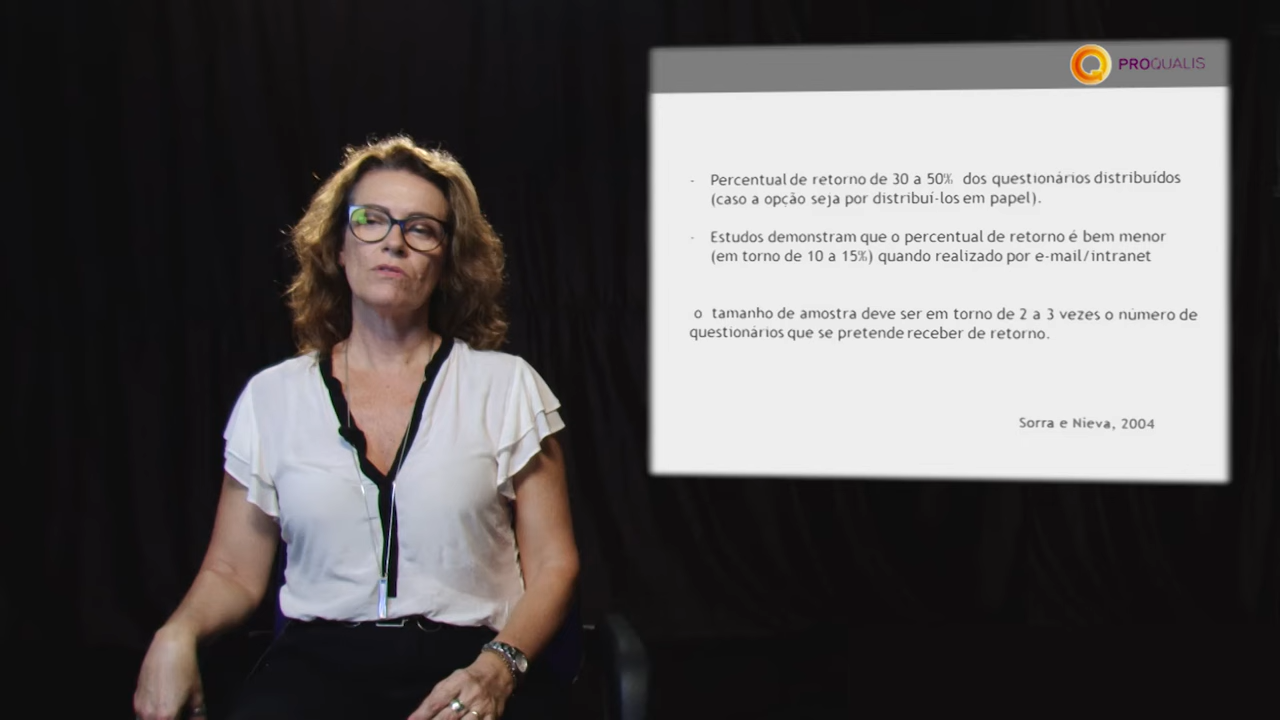 PROQUALIS
- Percentual de retorno de 30 a 50% dos questionários distribuídos
(caso a opção seja por distribuí-los em papel).
- Estudos demonstram que o percentual de retorno é bem menor
(em torno de 10 a 15%) quando realizado por e-mail/intranet
o tamanho de amostra deve ser em torno de 2 a 3 vezes o número de
questionários que se pretende receber de retorno.
Sorra e Nieva, 2004